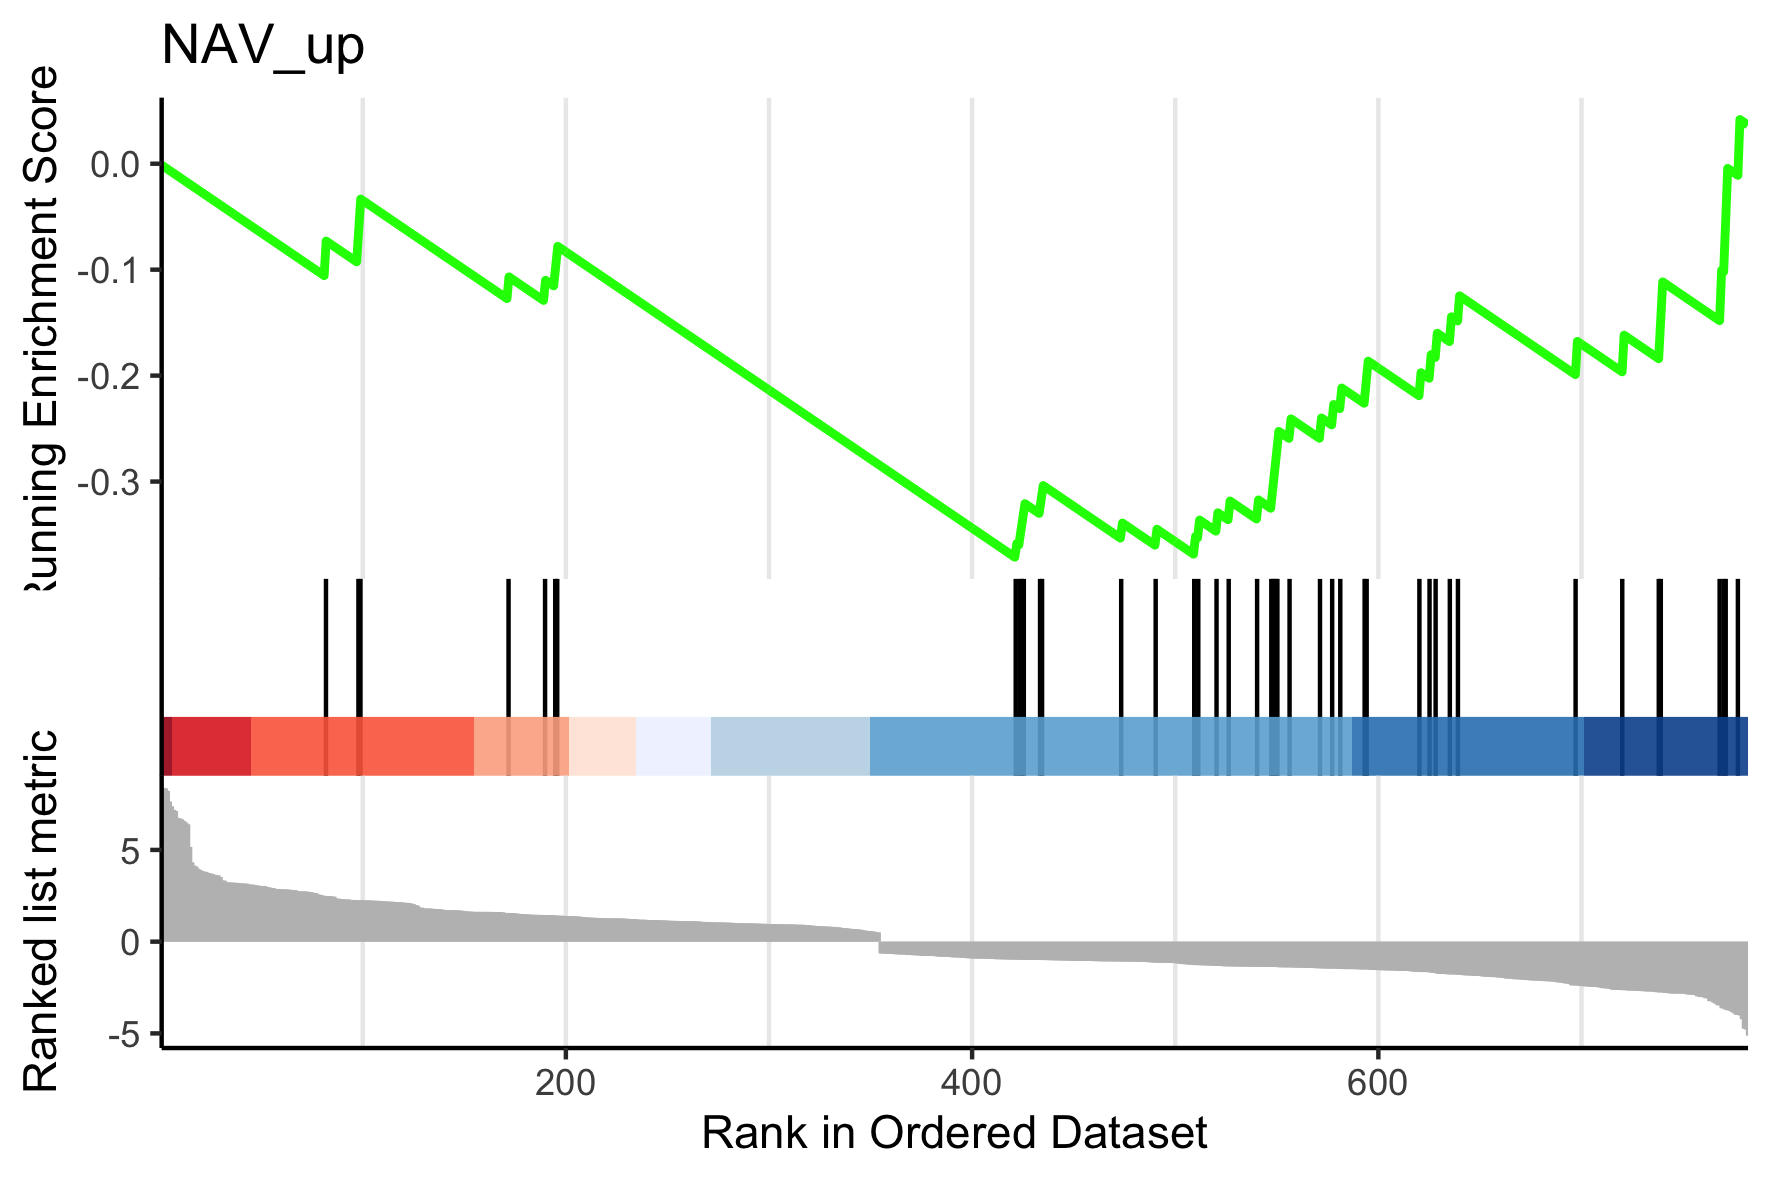 NAV_up
Running Enrichment Score
0.0
-0.1
-0.2
-0.3
Ranked list metric
5
0
-5
200
400
600
Rank in Ordered Dataset